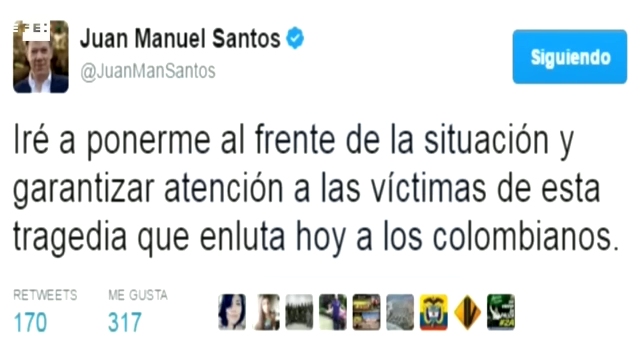 EFE:
Juan Manuel Santos
@JuanManSantos
Siguiendo
Iré a ponerme al frente de la situación y
garantizar atención a las víctimas de esta
tragedia que enluta hoy a los colombianos.
RETWEETS ME GUSTA
170 317